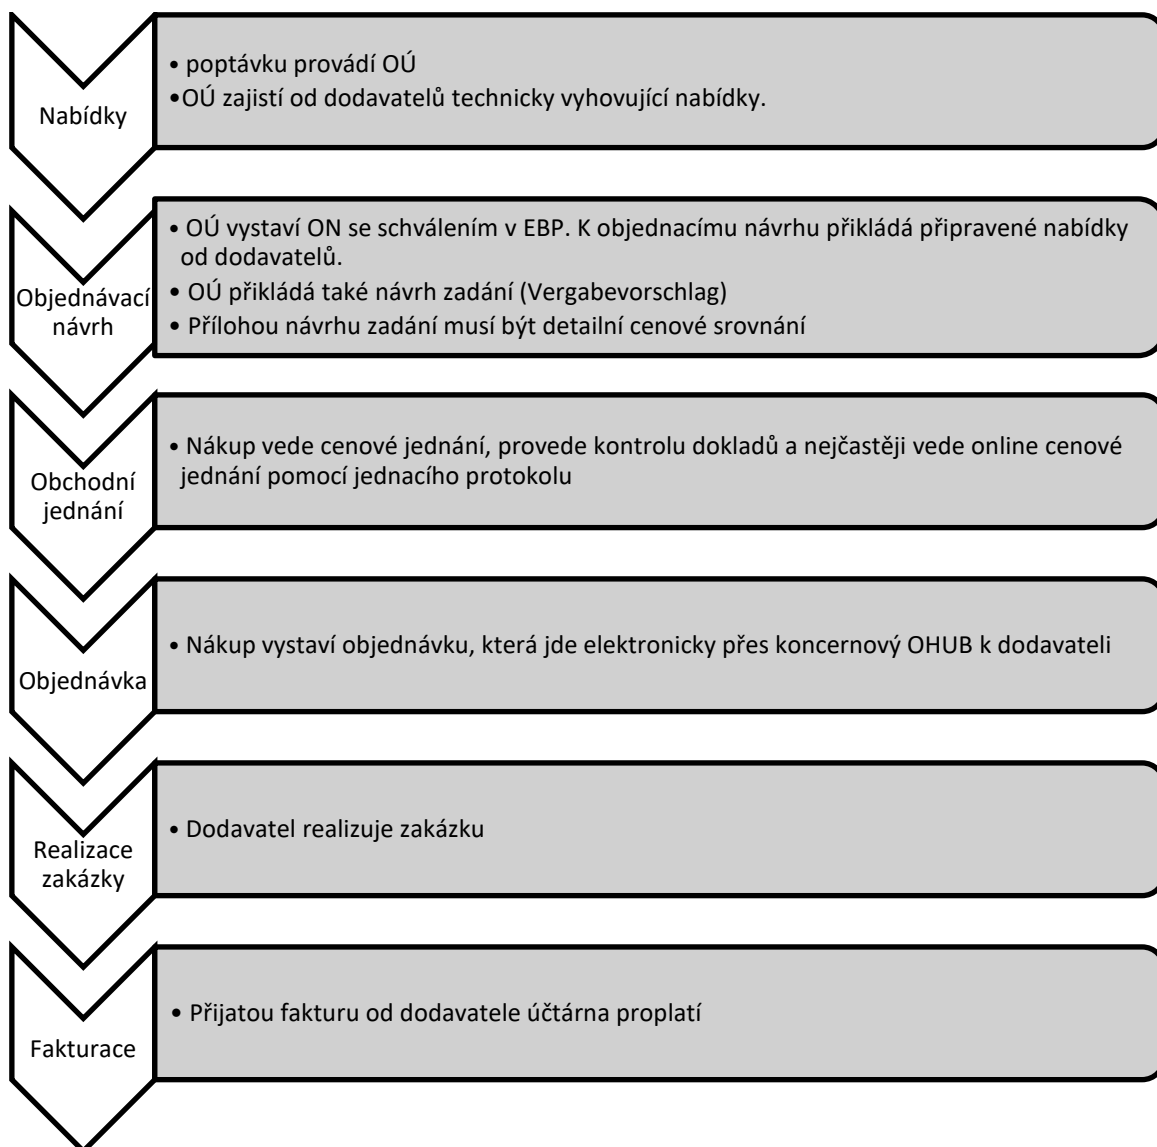 Nabídky
• poptávku provádí OÚ
•OÚ zajistí od dodavatelů technicky vyhovující nabídky.
Objednávací
návrh
• OÚ vystaví ON se schválením v EBP. K objednacímu návrhu přikládá připravené nabídky
od dodavatelů.
• OÚ přikládá také návrh zadání (Vergabevorschlag)
• Přílohou návrhu zadání musí být detailní cenové srovnání
Obchodní
jednání
• Nákup vede cenové jednání, provede kontrolu dokladů a nejčastěji vede online cenové
jednání pomocí jednacího protokolu
Objednávka
• Nákup vystaví objednávku, která jde elektronicky přes koncernový OHUB k dodavateli
Realizace
zakázky
• Dodavatel realizuje zakázku
Fakturace
• Přijatou fakturu od dodavatele účtárna proplatí